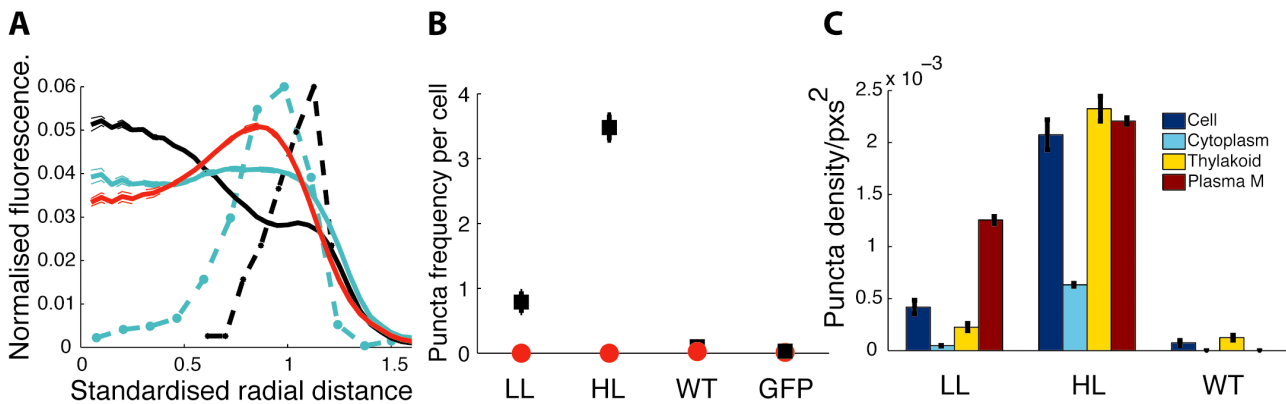 A
Normalised fluorescence.
0.06
0.05
0.04
0.03
0.02
0.01
0
0
0.5
1
1.5
Standardised radial distance
B
Puncta frequency per cell
4
3
2
1
0
LL
HL
WT
GFP
C
Puncta density/pxs2
2.5 x 10 −3
2
1.5
1
0.5
0
LL
HL
WT
Cell
Cytoplasm
Thylakoid
Plasma M